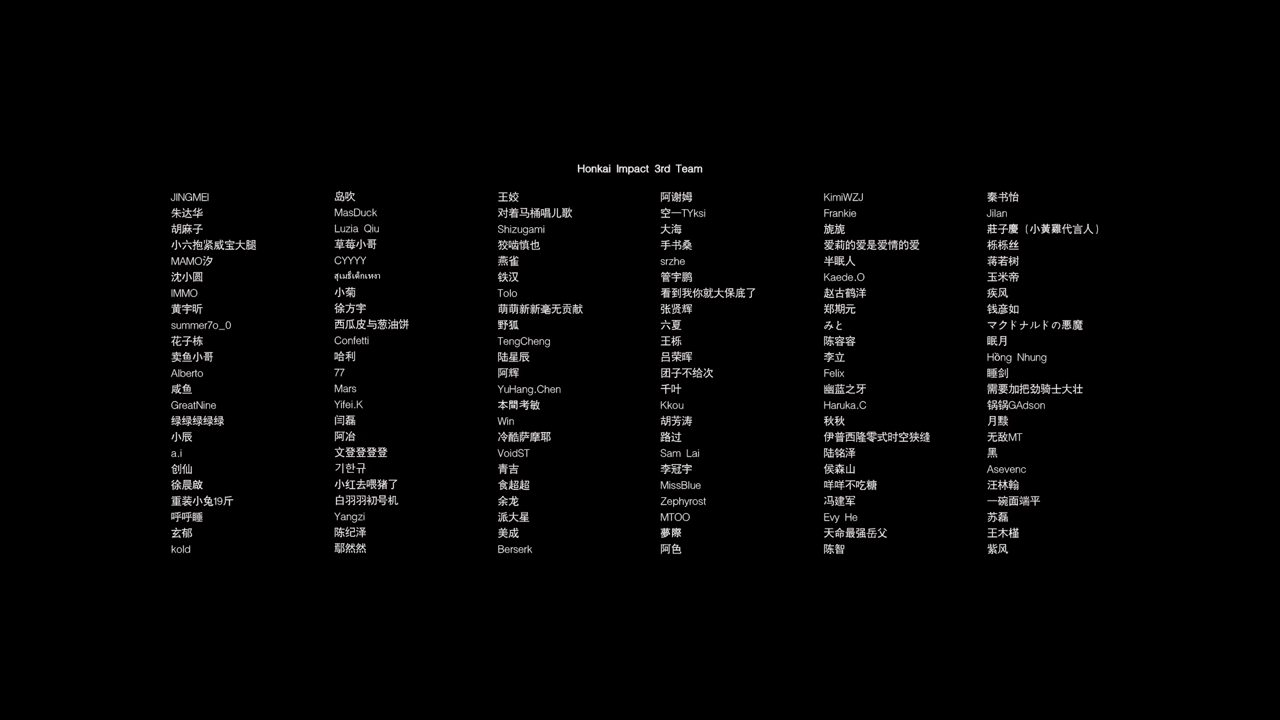 Honkai Impact 3rd Team
JINGMEI 岛吹 王姣 阿谢姆 KimiWZJ 秦书怡
朱达华 MasDuck 对着马桶唱儿歌 空一TYksi Frankie Jilan
胡麻子 Luzia Qiu Shizugami 大海 旎旎 莊子慶（小黃雞代言人）
小六抱紧威宝大腿 草莓小哥 狡啮慎也 手书桑 爱莉的爱是爱情的爱 栎栎丝
MAMO汐 CYYYY 燕雀 srzhe 半眠人 蒋若树
沈小圆 สุเมธีเด็กเหงา 铁汉 管宇鹏 Kaede.O 玉米帝
IMMO 小菊 Tolo 看到我你就大保底了 赵古鹤洋 疾风
黄宇昕 徐方宇 萌萌新新毫无贡献 张贤辉 郑期元 钱彦如
summer7o_0 西瓜皮与葱油饼 野狐 六夏 みと マクドナルドの悪魔
花子栋 Confetti TengCheng 王栎 陈容容 眠月
卖鱼小哥 哈利 陆星辰 吕荣晖 李立 Hồng Nhung
Alberto 77 阿辉 团子不给次 Felix 睡剑
咸鱼 Mars YuHang.Chen 千叶 幽蓝之牙 需要加把劲骑士大壮
GreatNine Yifei.K 本間考敏 Kkou Haruka.C 锅锅GAdson
绿绿绿绿绿 闫磊 Win 胡芳涛 秋秋 月黩
小辰 阿冶 冷酷萨摩耶 路过 伊普西隆零式时空狭缝 无敌MT
a.i 文登登登登 VoidST Sam Lai 陆铭泽 黑
创仙 기한규 青吉 李冠宇 侯森山 Asevenc
徐晨啟 小红去喂猪了 食超超 MissBlue 咩咩不吃糖 汪林翰
重装小兔19斤 白羽羽初号机 余龙 Zephyrost 冯建军 一碗面端平
呼呼睡 Yangzi 派大星 MTOO Evy He 苏磊
玄郁 陈纪泽 美成 夢際 天命最强岳父 王木槿
kold 鄢然然 Berserk 阿色 陈智 紫风